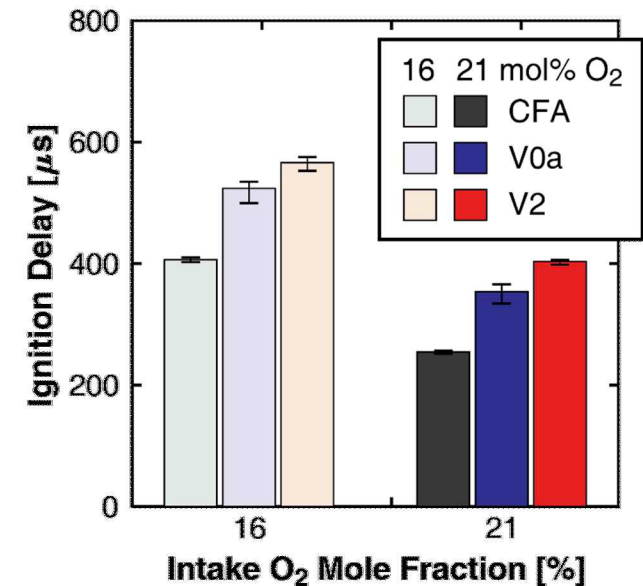 800
600
400
200
0
Ignition Delay [μs]
16 21 mol% O₂
CFA
V0a
V2
16 21
Intake O₂ Mole Fraction [%]